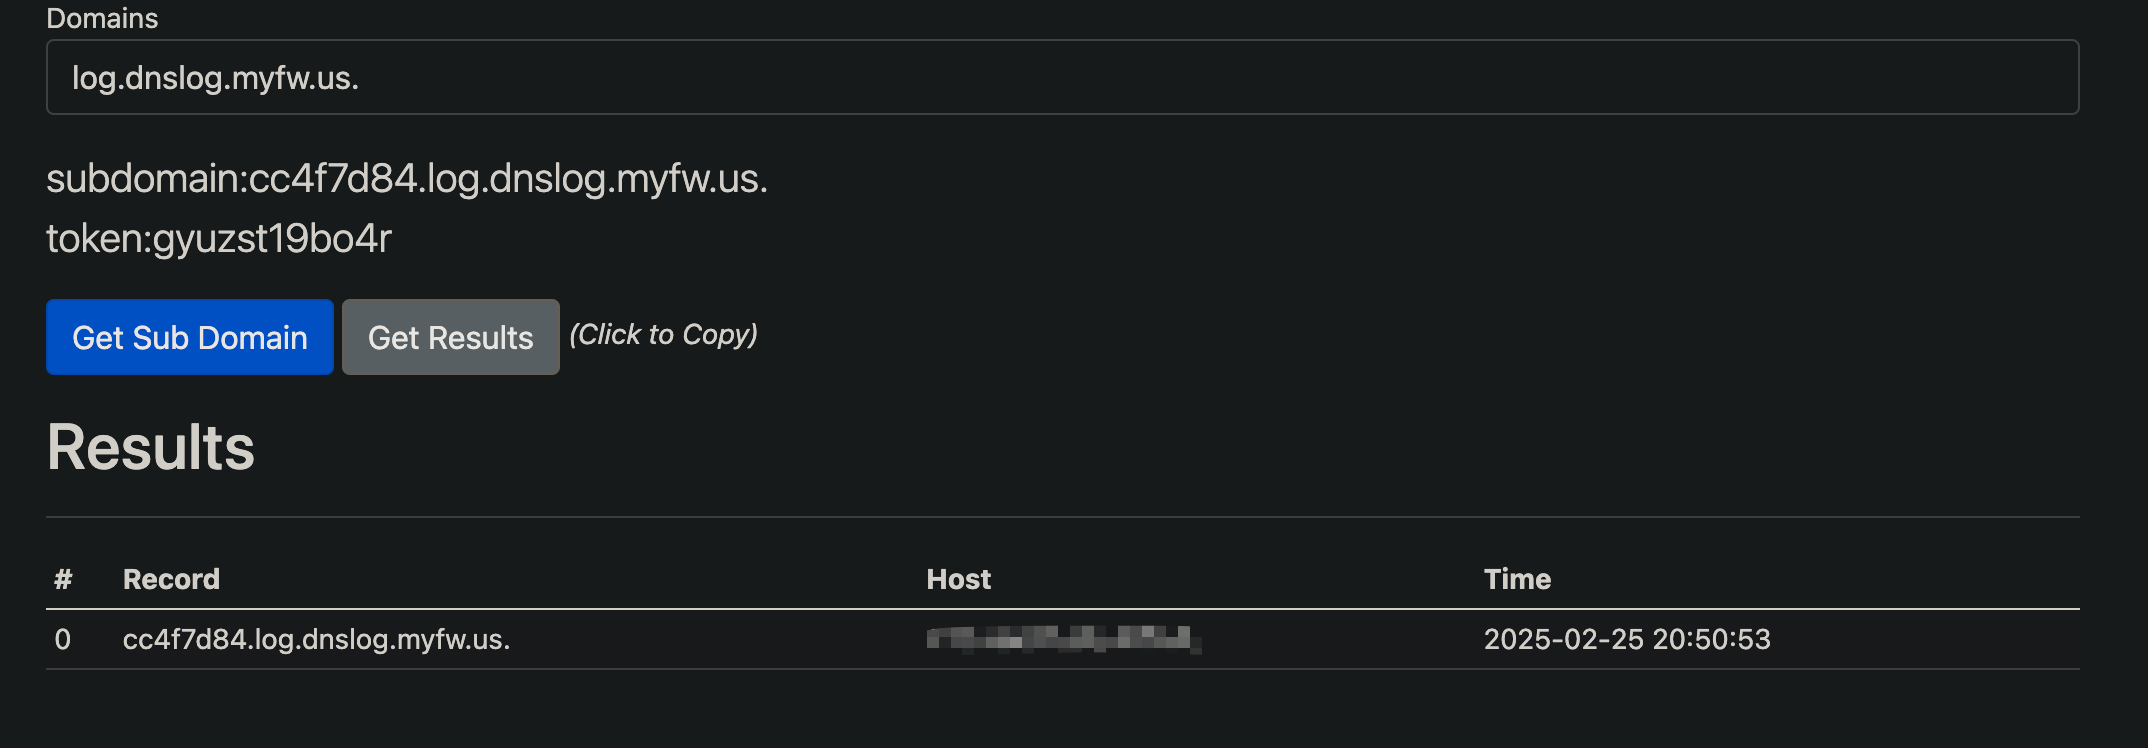 Domains
log.dnslog.myfw.us.
subdomain:cc4f7d84.log.dnslog.myfw.us.
token:gyuzst19bo4r
Get Sub Domain Get Results (Click to Copy)
Results
# Record Host Time
0 cc4f7d84.log.dnslog.myfw.us. 2025-02-25 20:50:53